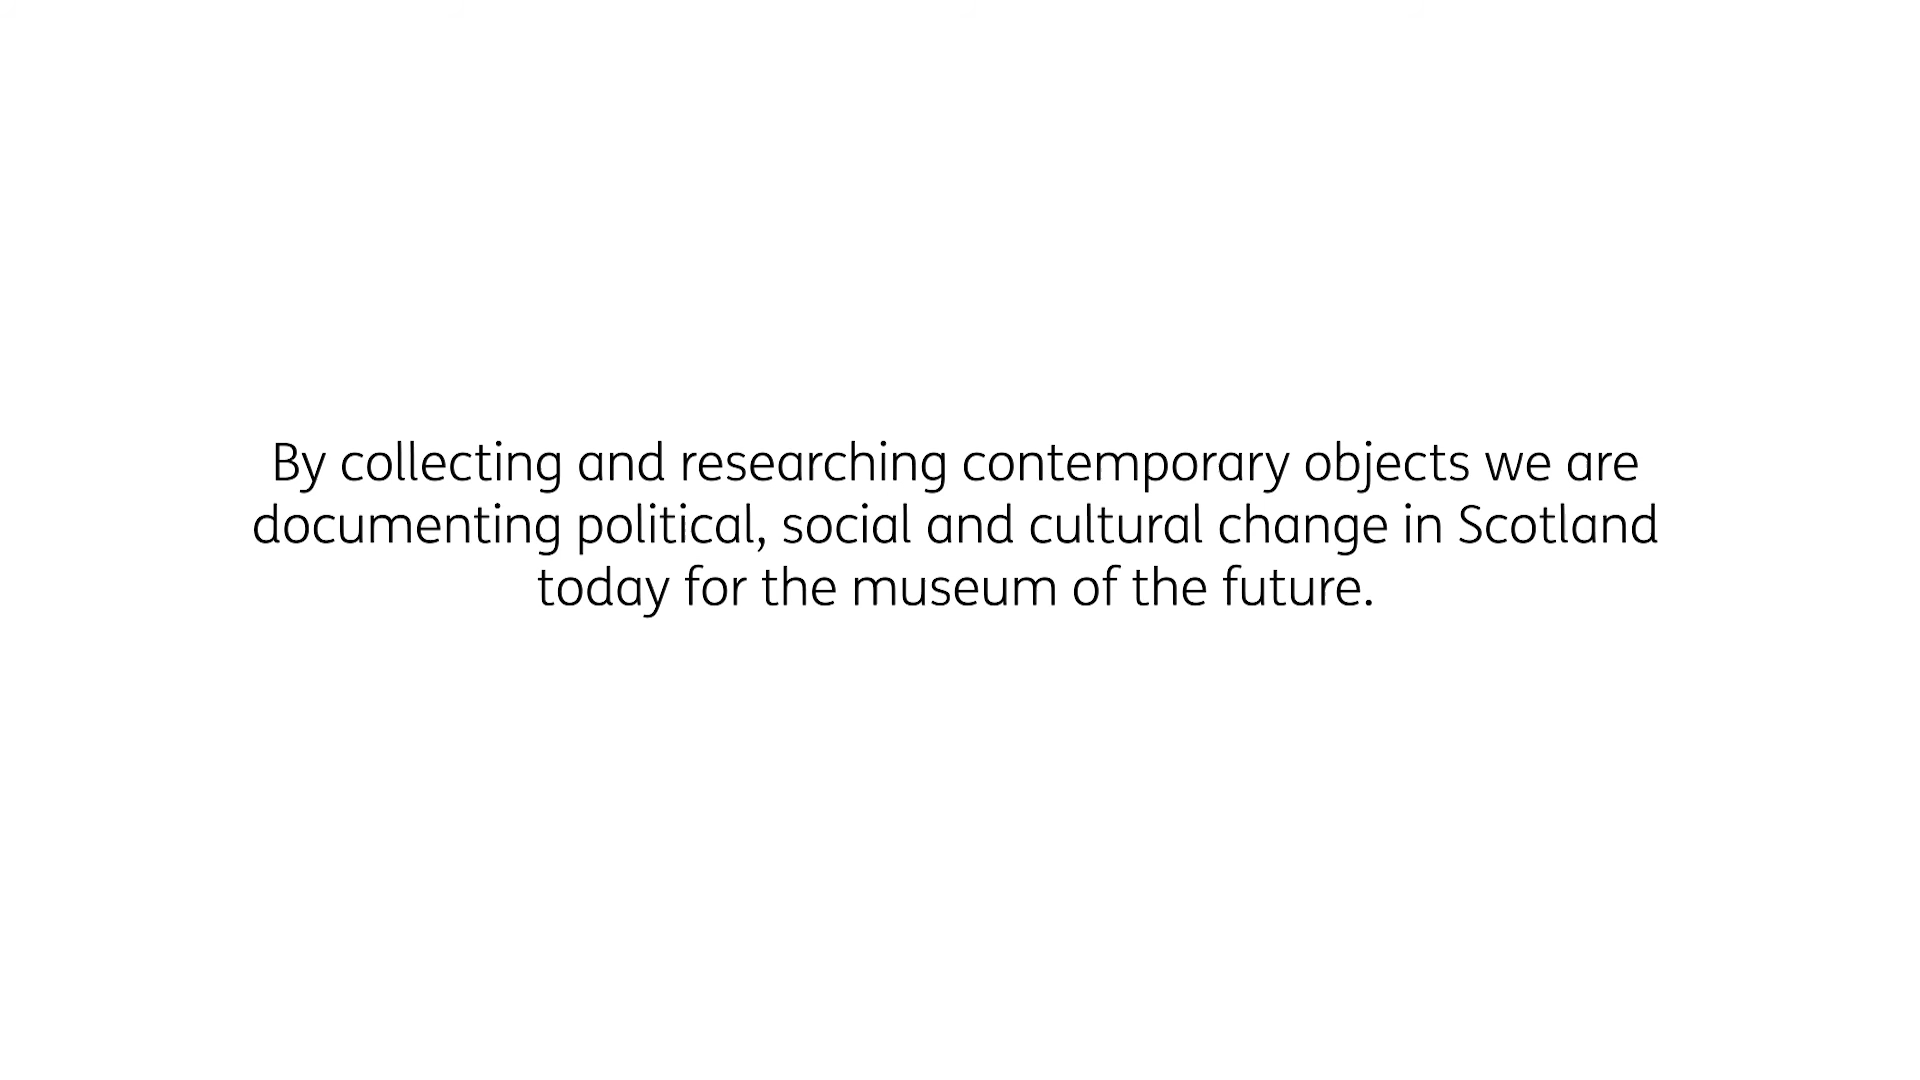 By collecting and researching contemporary objects we are
documenting political, social and cultural change in Scotland
today for the museum of the future.